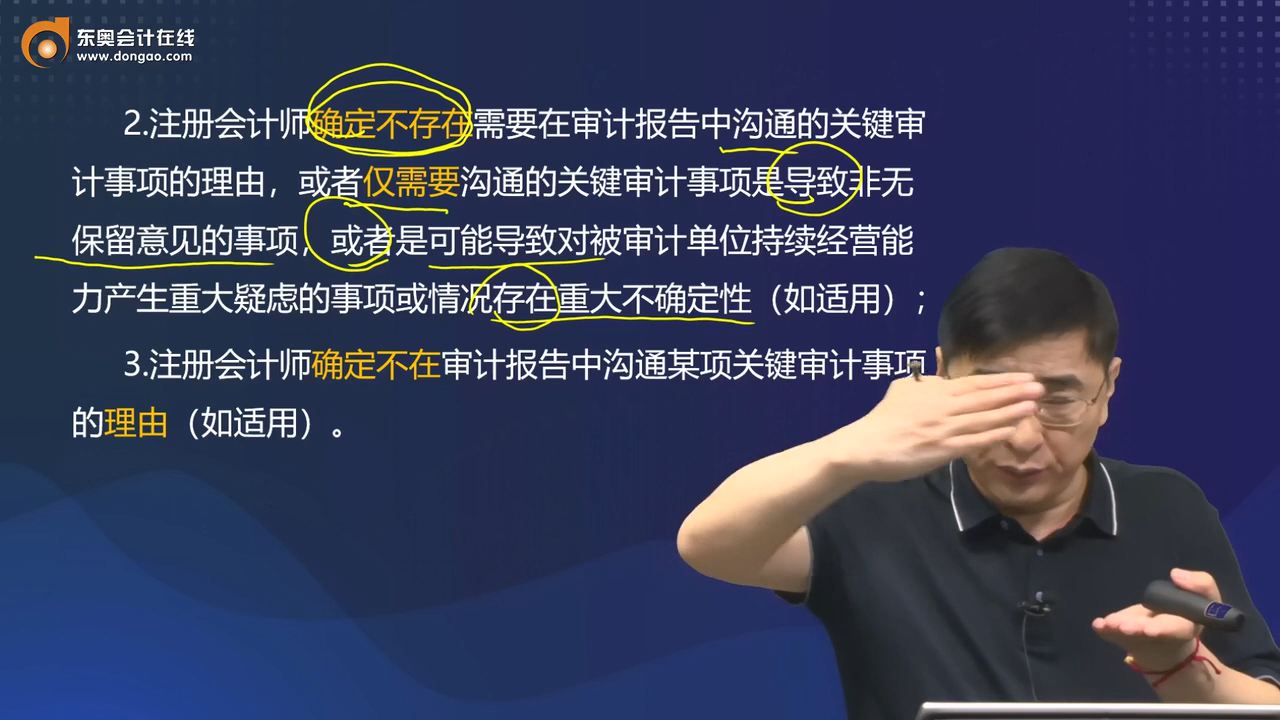 东奥会计在线
www.dongao.com
2.注册会计师确定不存在需要在审计报告中沟通的关键审
计事项的理由，或者仅需要沟通的关键审计事项是导致非无
保留意见的事项，或者是可能导致对被审计单位持续经营能
力产生重大疑虑的事项或情况存在重大不确定性（如适用）；
3.注册会计师确定不在审计报告中沟通某项关键审计事项
的理由（如适用）。